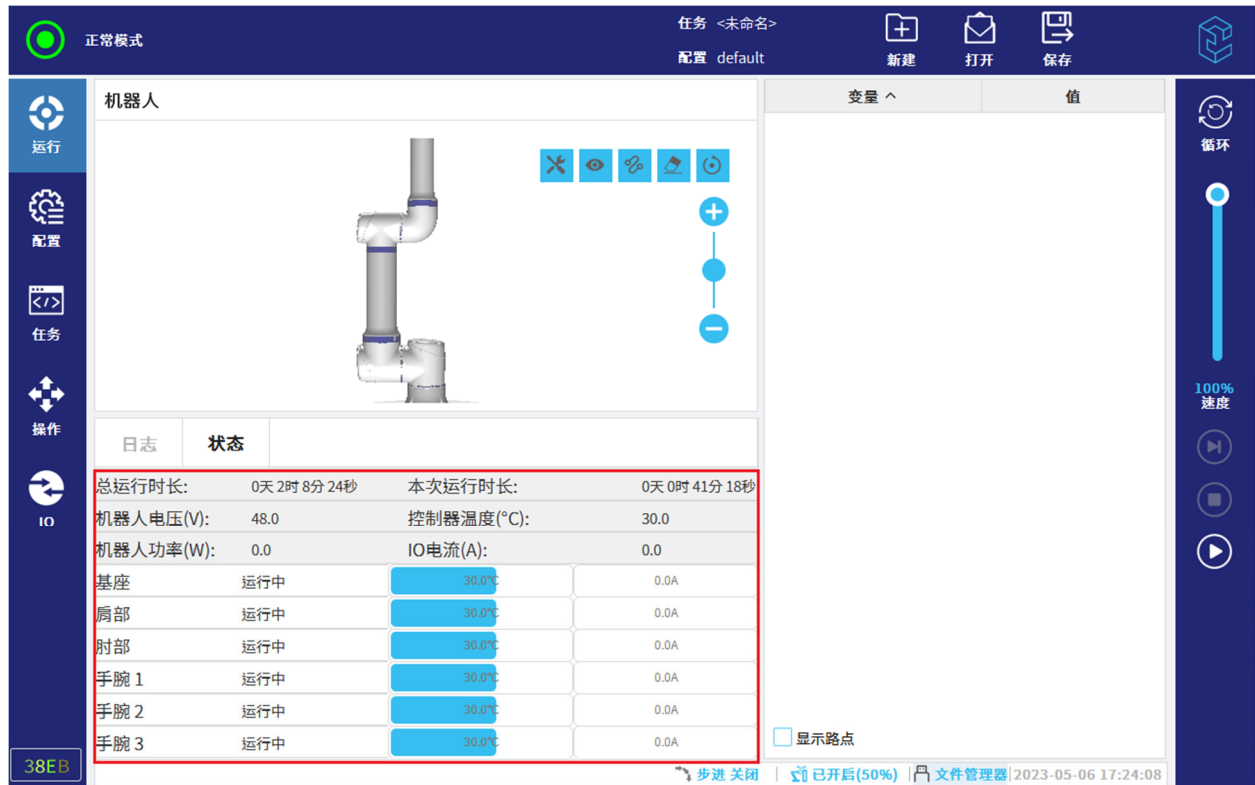 正常模式
任务 <未命名>
配置 default
新建 打开 保存
运行
配置
任务
操作
IO
38EB
机器人
变量 值
循环
100%
速度
日志 状态
总运行时长: 0天 2时 8分 24秒 本次运行时长: 0天 0时 41分 18秒
机器人电压(V): 48.0 控制器温度(°C): 30.0
机器人功率(W): 0.0 IO电流(A): 0.0
基座 运行中 30.0℃ 0.0A
肩部 运行中 30.0℃ 0.0A
肘部 运行中 30.0℃ 0.0A
手腕 1 运行中 30.0℃ 0.0A
手腕 2 运行中 30.0℃ 0.0A
手腕 3 运行中 30.0℃ 0.0A
显示路点
步进 关闭 | 已开启(50%) | 文件管理器 | 2023-05-06 17:24:08